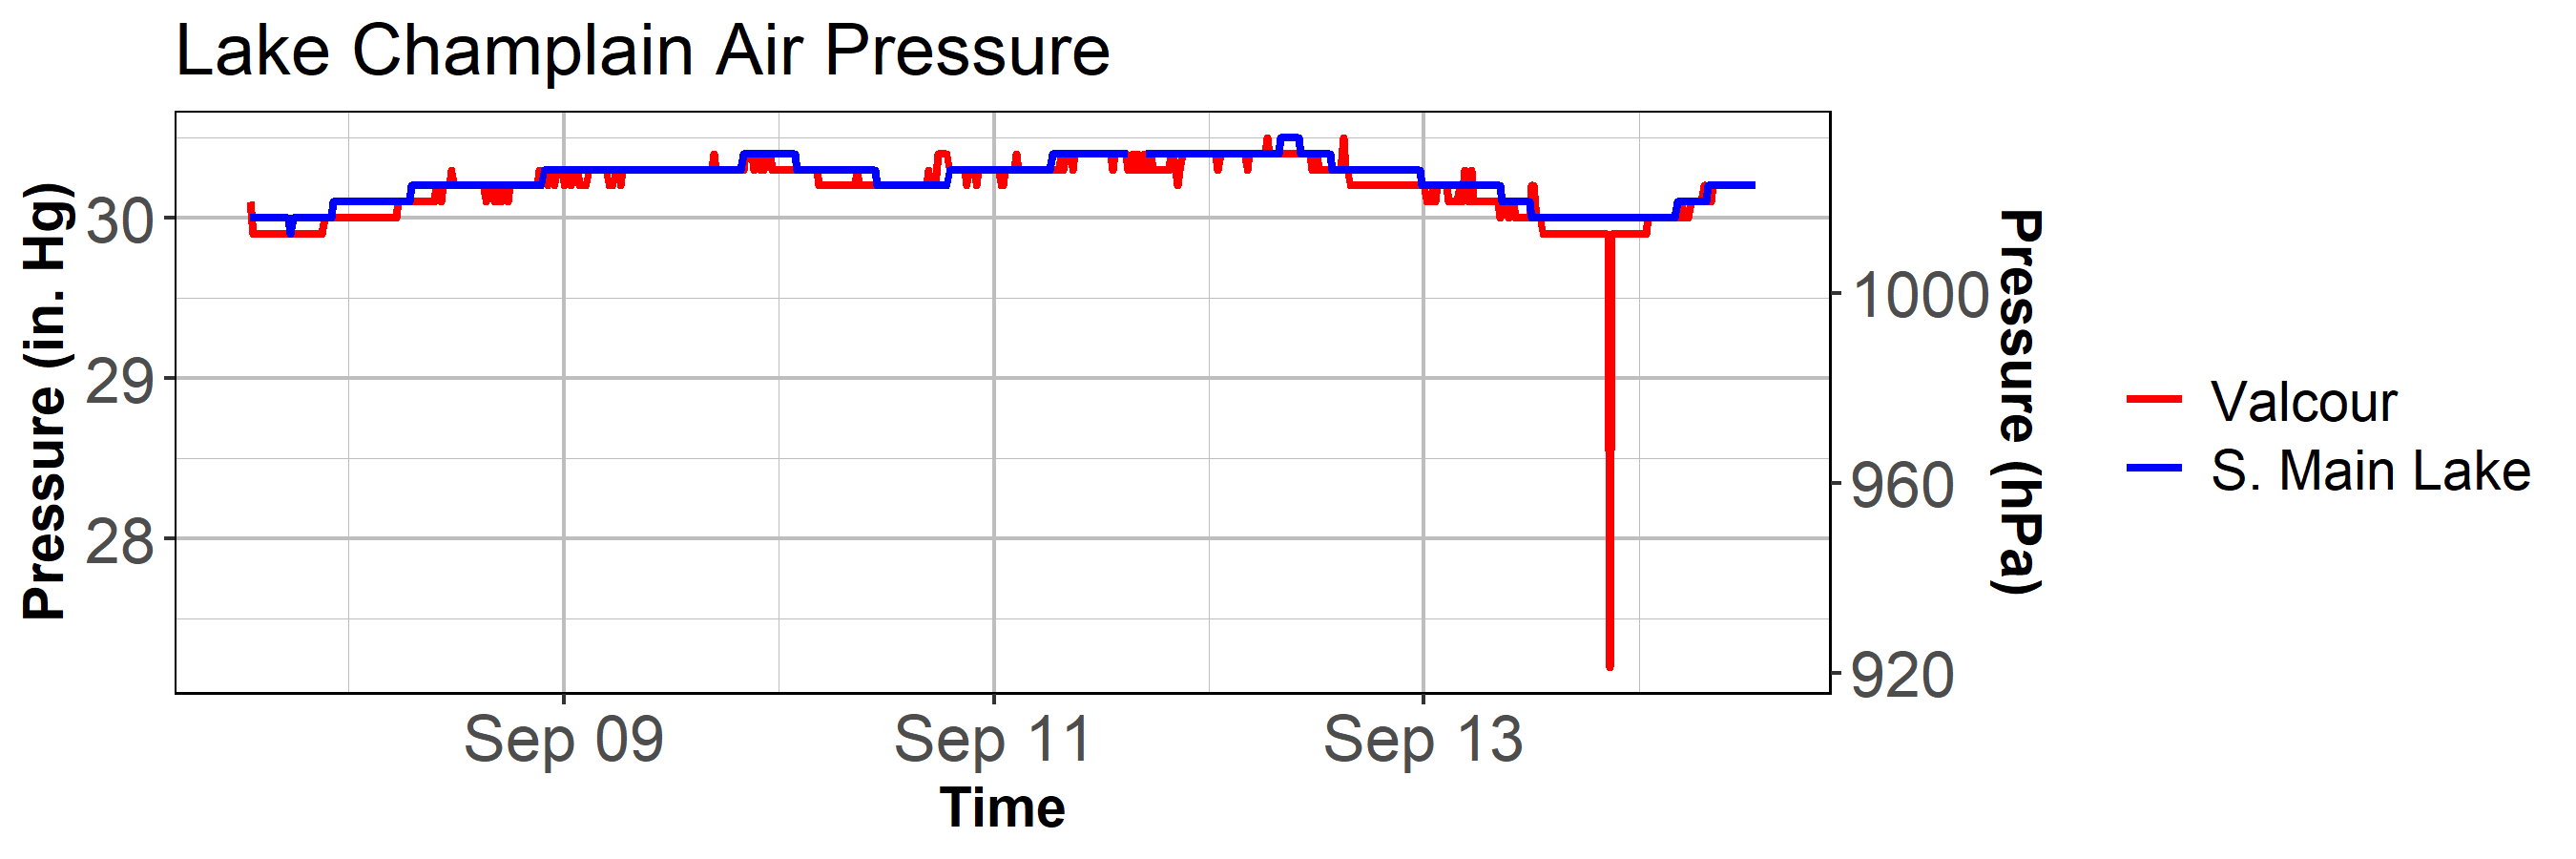 Lake Champlain Air Pressure
Pressure (in. Hg)
30
29
28
1000
960
920
Pressure (hPa)
Valcour
S. Main Lake
Sep 09
Sep 11
Sep 13
Time